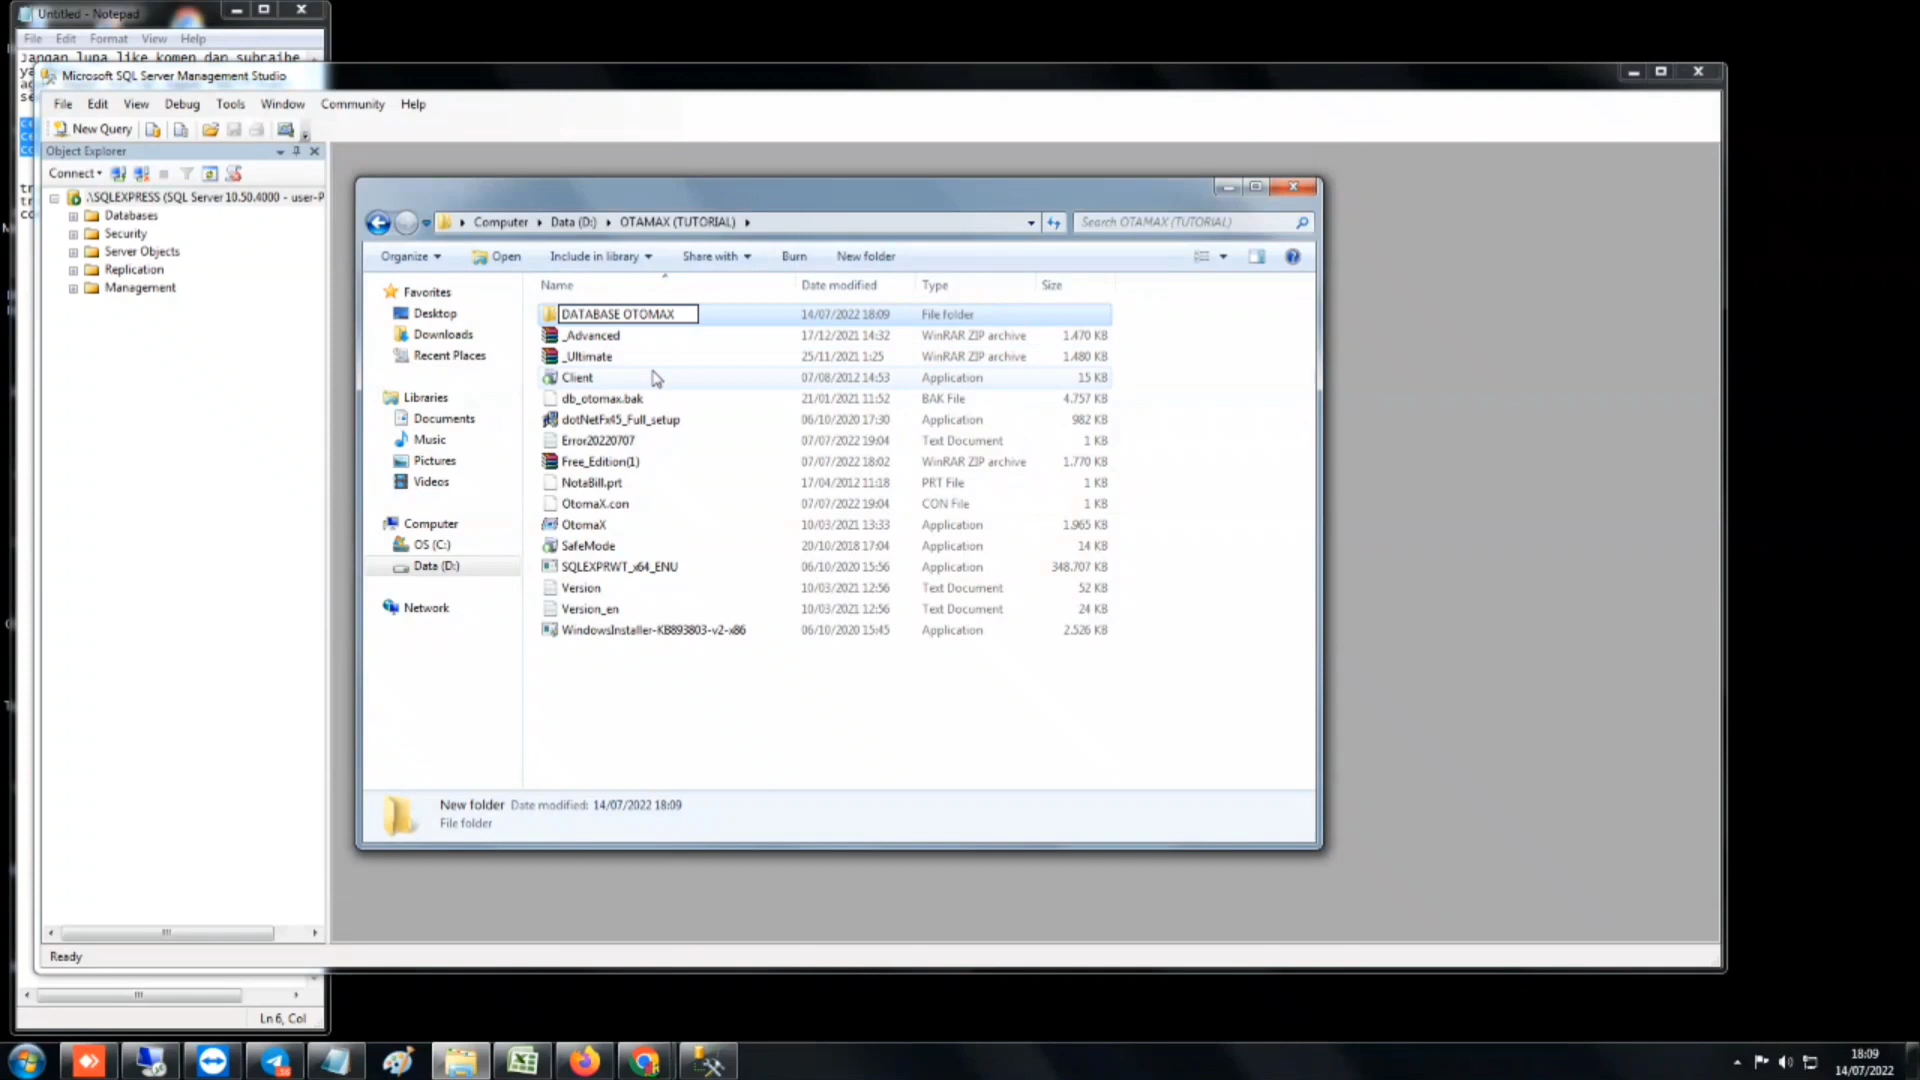 Untitled - Notepad
File Edit Format View Help
jangan lupa like komen dan subcraibe
Microsoft SQL Server Management Studio
File Edit View Debug Tools Window Community Help
New Query
Object Explorer
Connect
.\SQLEXPRESS (SQL Server 10.50.4000 - user-P
Databases
Security
Server Objects
Replication
Management
Computer Data (D:) OTAMAX (TUTORIAL)
Search OTAMAX (TUTORIAL)
Organize Open Include in library Share with Burn New folder
Favorites
Desktop
Downloads
Recent Places
Libraries
Documents
Music
Pictures
Videos
Computer
OS (C:)
Data (D:)
Network
Name Date modified Type Size
DATABASE OTOMAX 14/07/2022 18:09 File folder
_Advanced 17/12/2021 14:32 WinRAR ZIP archive 1.470 KB
_Ultimate 25/11/2021 1:25 WinRAR ZIP archive 1.480 KB
Client 07/08/2012 14:53 Application 15 KB
db_otomax.bak 21/01/2021 11:52 BAK File 4.757 KB
dotNetFx45_Full_setup 06/10/2020 17:30 Application 982 KB
Error20220707 07/07/2022 19:04 Text Document 1 KB
Free_Edition(1) 07/07/2022 18:02 WinRAR ZIP archive 1.770 KB
NotaBill.prt 17/04/2012 11:18 PRT File 1 KB
OtomaX.con 07/07/2022 19:04 CON File 1 KB
OtomaX 10/03/2021 13:33 Application 1.965 KB
SafeMode 20/10/2018 17:04 Application 14 KB
SQLEXPRWT_x64_ENU 06/10/2020 15:56 Application 348.707 KB
Version 10/03/2021 12:56 Text Document 52 KB
Version_en 10/03/2021 12:56 Text Document 24 KB
WindowsInstaller-KB893803-v2-x86 06/10/2020 15:45 Application 2.526 KB
New folder Date modified: 14/07/2022 18:09
File folder
Ready
Ln 6, Col
18:09
14/07/2022